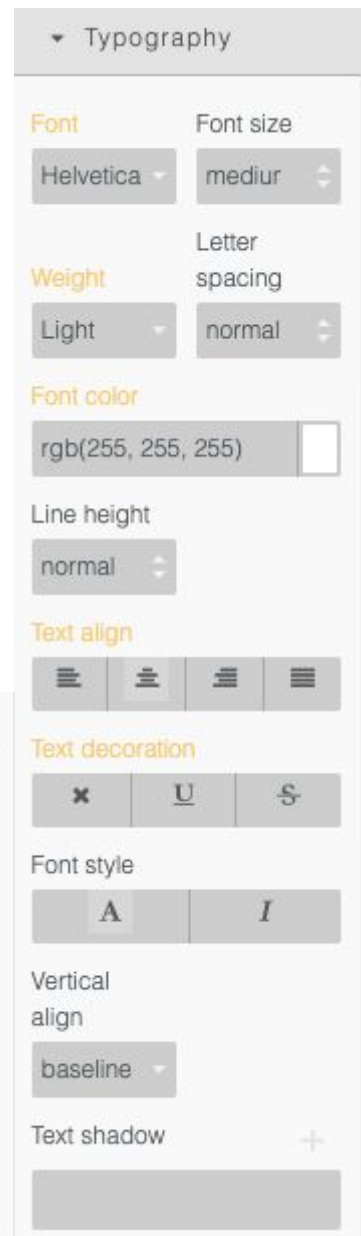 Typography
Font Font size
Helvetica mediur
Letter
Weight spacing
Light normal
Font color
rgb(255, 255, 255)
Line height
normal
Text align
Text decoration
U S
Font style
A I
Vertical
align
baseline
Text shadow